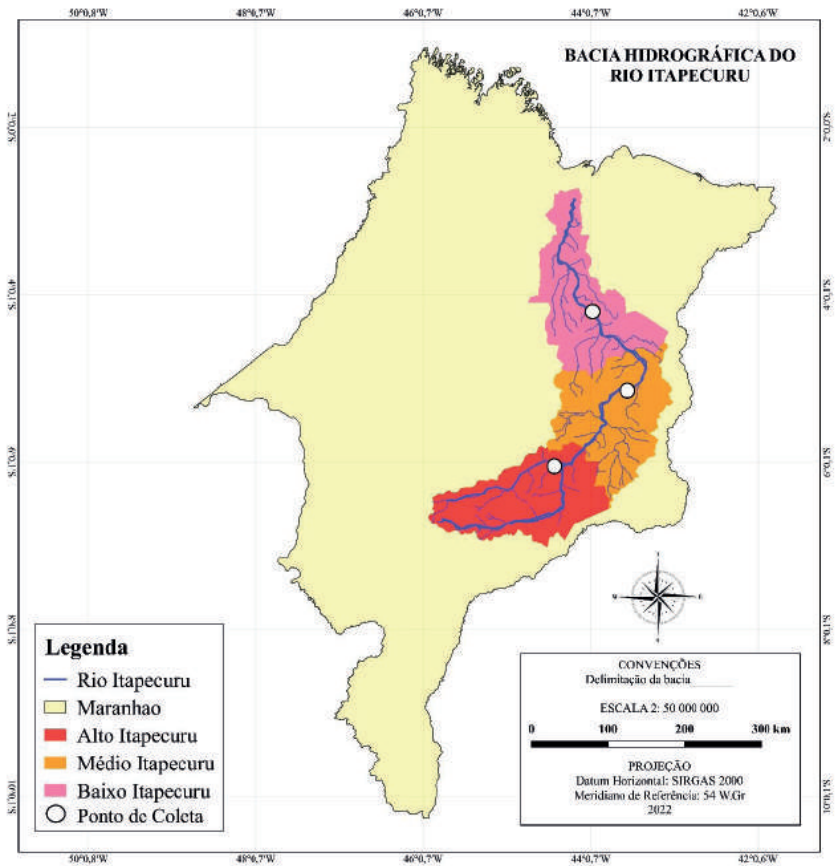 50°0,8'W 48°0,7'W 46°0,7'W 44°0,7'W 42°0,6'W
BACIA HIDROGRÁFICA DO
RIO ITAPECURU
2°0,0'S 2°0,0'S
4°0,1'S 4°0,1'S
6°0,1'S 6°0,1'S
8°0,1'S 8°0,1'S
10°0,1'S 10°0,1'S
Legenda
Rio Itapecuru
Maranhao
Alto Itapecuru
Médio Itapecuru
Baixo Itapecuru
Ponto de Coleta
CONVENÇÕES
Delimitação da bacia______
ESCALA 2: 50 000 000
0 100 200 300 km
PROJEÇÃO
Datum Horizontal: SIRGAS 2000
Meridiano de Referência: 54 W.Gr
2022
50°0,8'W 48°0,7'W 46°0,7'W 44°0,7'W 42°0,6'W